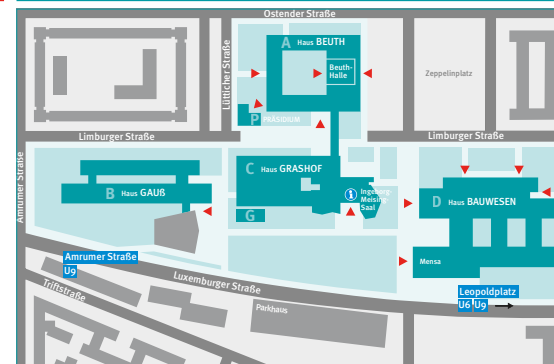 Ostender Straße
A Haus BEUTH
Beuth-
Halle
Lütticher Straße
Zeppelinplatz
P PRÄSIDIUM
Limburger Straße
Limburger Straße
Amrumer Straße
C Haus GRASHOF
B Haus GAUß
i
Ingeborg-
Meising-
Saal
D Haus BAUWESEN
G
Amrumer Straße
U9
Mensa
Luxemburger Straße
Triftstraße
Leopoldplatz
U6 U9
Parkhaus